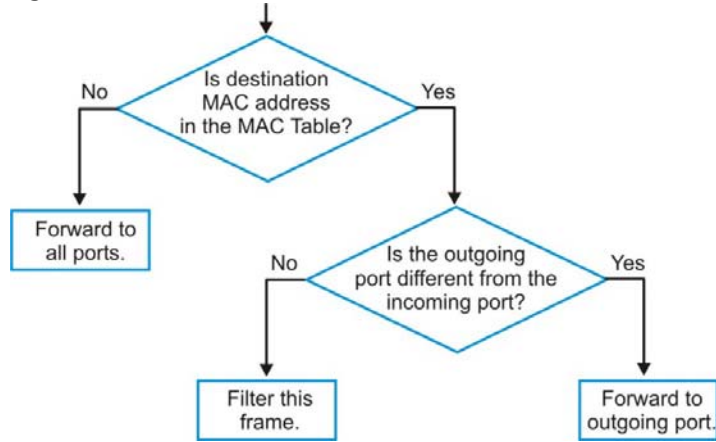 Is destination
MAC address
in the MAC Table?
No
Yes
Forward to
all ports.
Is the outgoing
port different from the
incoming port?
No
Yes
Filter this
frame.
Forward to
outgoing port.